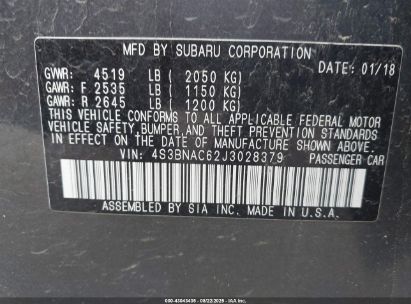 MFD BY SUBARU CORPORATION
DATE: 01/18
GVWR: 4519 LB ( 2050 KG)
GAWR: F 2535 LB ( 1150 KG)
GAWR: R 2645 LB ( 1200 KG)
THIS VEHICLE CONFORMS TO ALL APPLICABLE FEDERAL MOTOR
VEHICLE SAFETY, BUMPER, AND THEFT PREVENTION STANDARDS
IN EFFECT ON THE DATE OF MANUFACTURE SHOWN ABOVE.
VIN: 4S3BNAC62J3028379 PASSENGER CAR
ASSEMBLED BY SIA INC. MADE IN U.S.A.